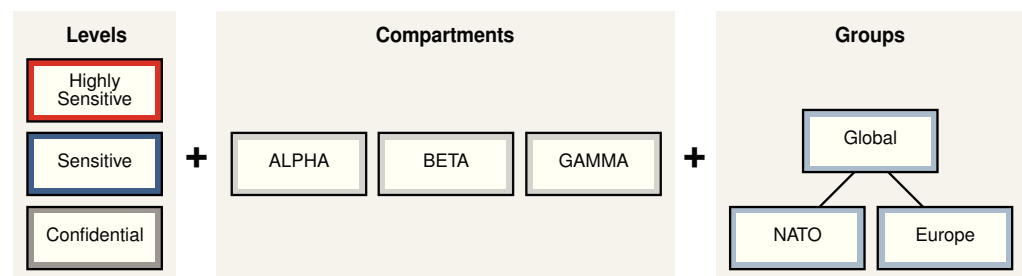 Levels
Highly
Sensitive
Sensitive
Confidential
+
Compartments
ALPHA
BETA
GAMMA
+
Groups
Global
NATO
Europe